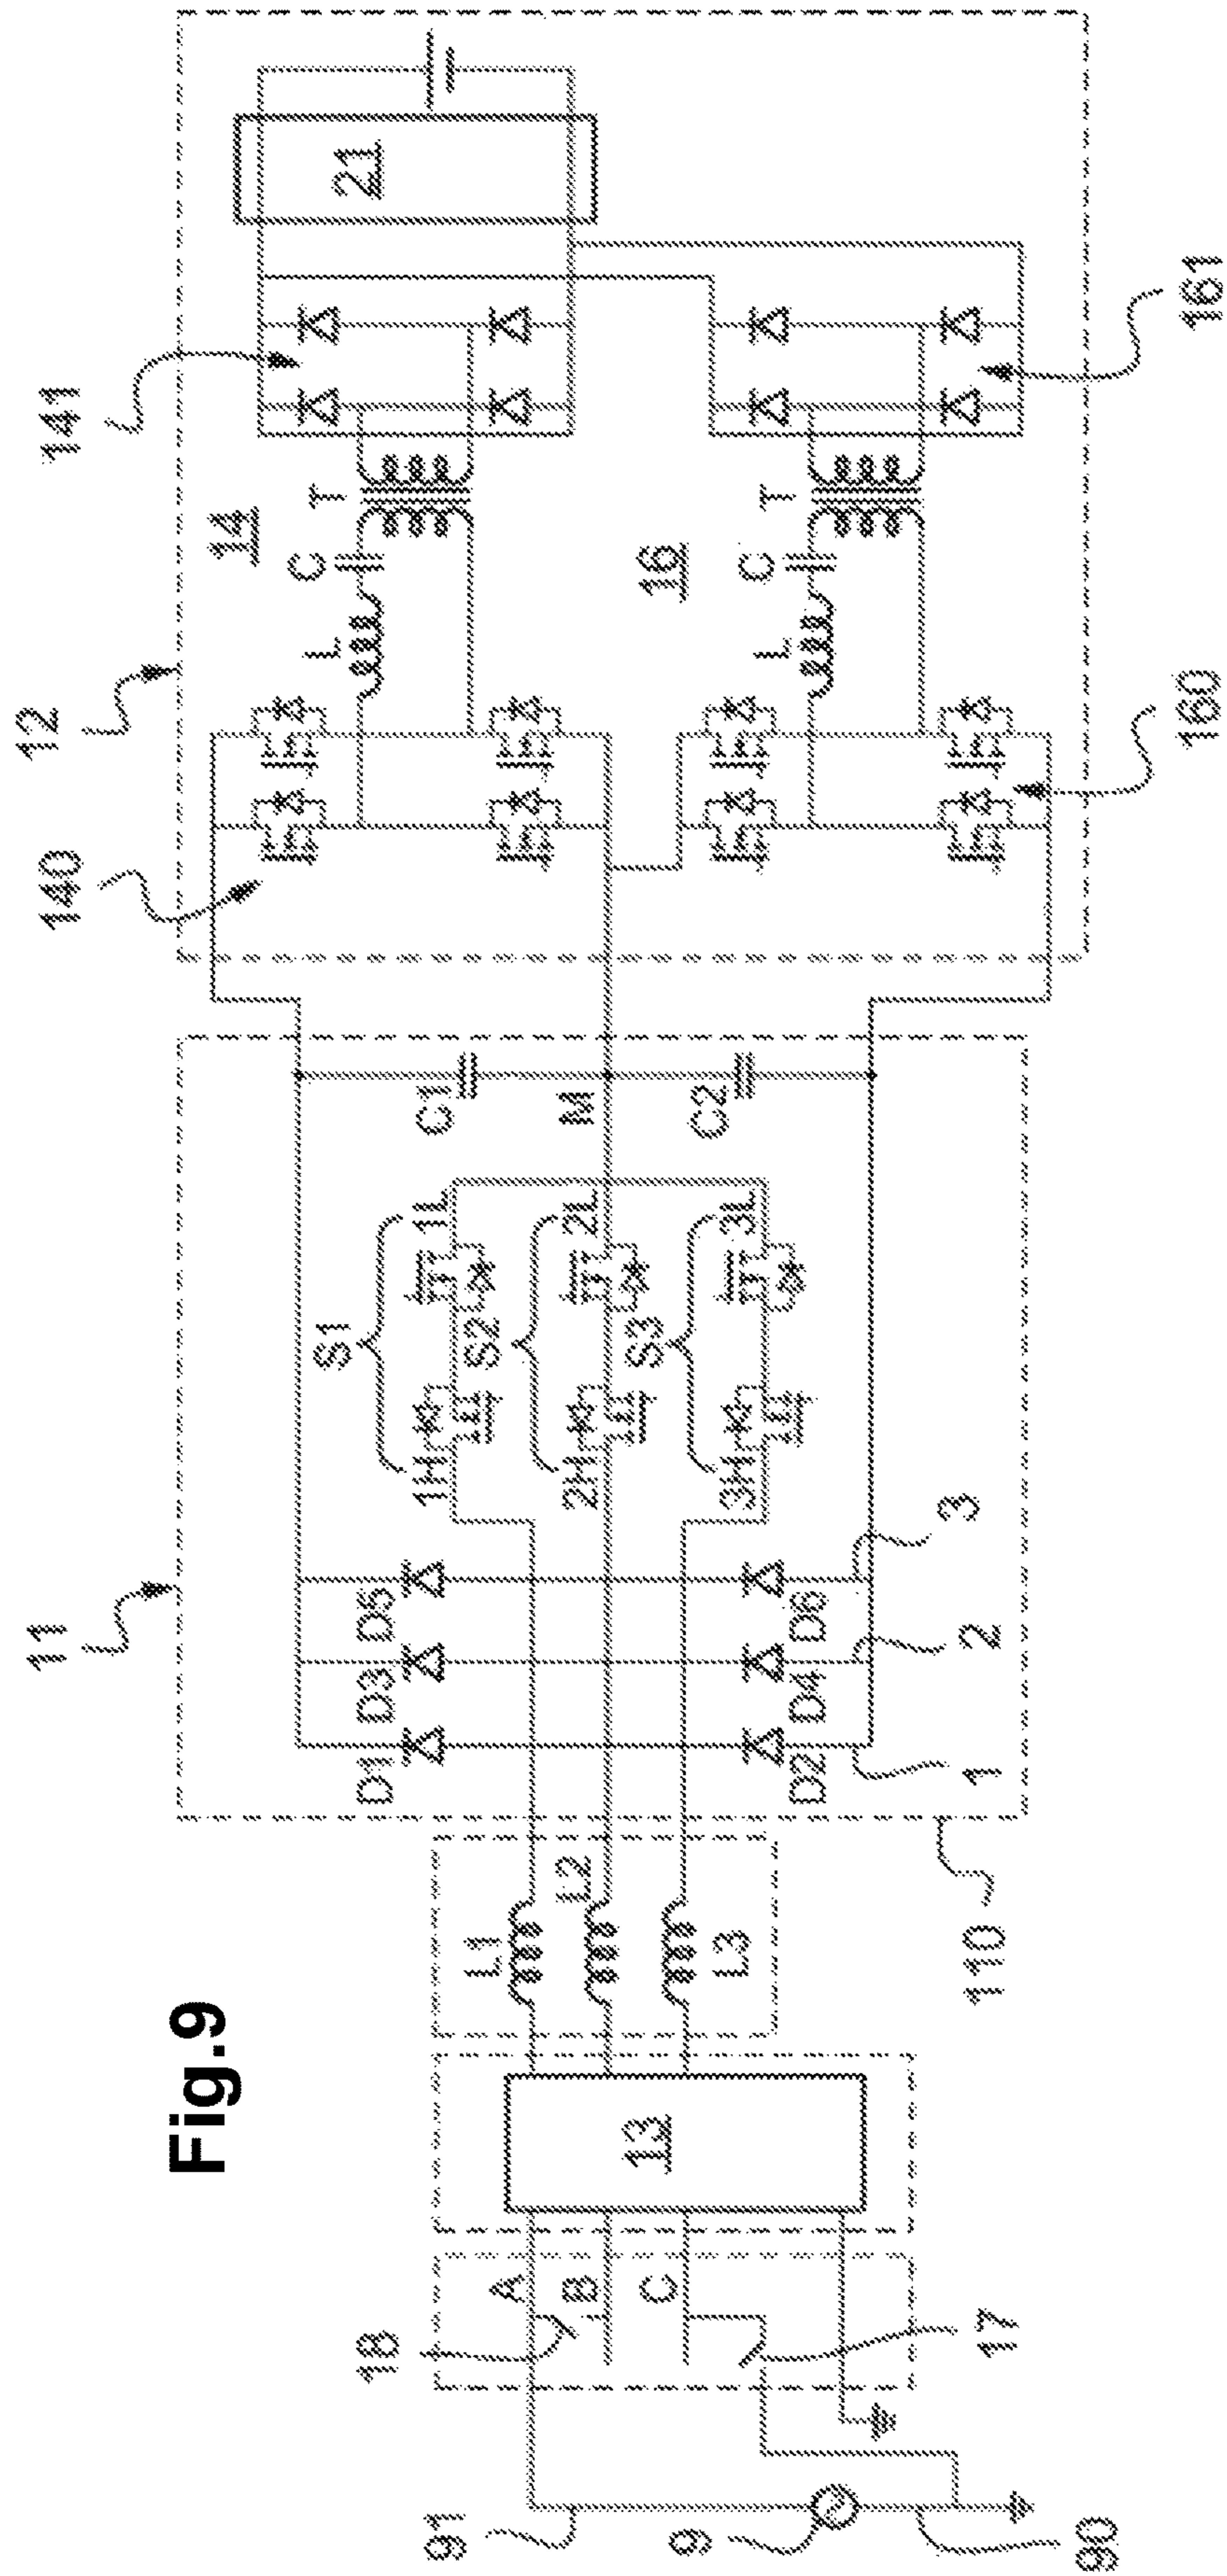 Fig.9
11
12
140
141
14
L
C
T
21
16
L
C
T
160
161
D1
D3
D5
D2
D4
D6
S1
1H
1L
S2
2H
2L
S3
3H
3L
C1
M
C2
1
2
3
110
L1
L2
L3
13
A
B
C
18
17
91
9
90